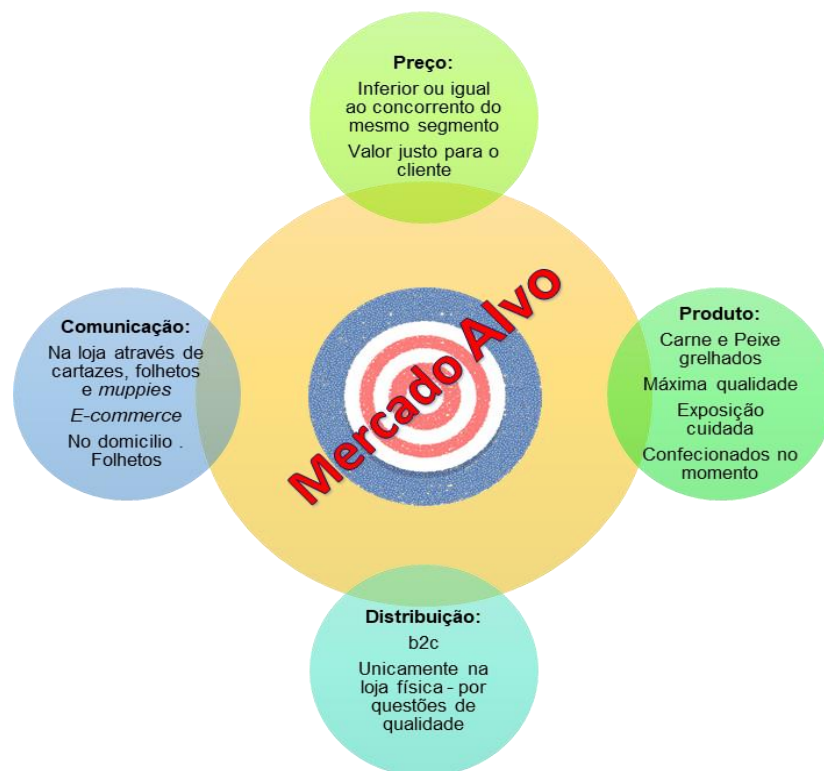 Preço:
Inferior ou igual
ao concorrento do
mesmo segmento
Valor justo para o
cliente
Mercado Alvo
Comunicação:
Na loja através de
cartazes, folhetos
e muppies
E-commerce
No domicilio .
Folhetos
Produto:
Carne e Peixe
grelhados
Máxima qualidade
Exposição
cuidada
Confecionados no
momento
Distribuição:
b2c
Unicamente na
loja física - por
questões de
qualidade